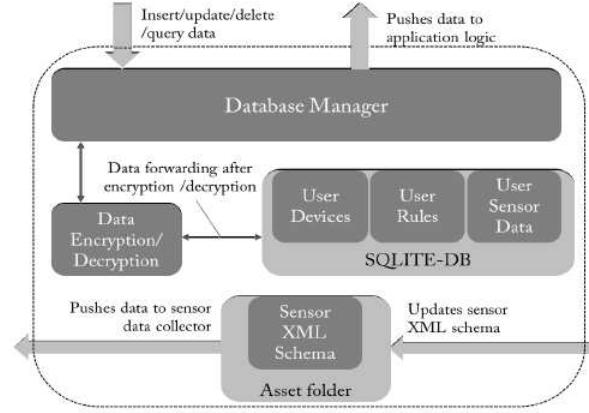 Insert/update/delete
/query data
Pushes data to
application logic
Database Manager
Data forwarding after
encryption /decryption
User
Devices
User
Rules
User
Sensor
Data
Data
Encryption/
Decryption
SQLITE-DB
Pushes data to sensor
data collector
Sensor
XML
Schema
Updates sensor
XML schema
Asset folder